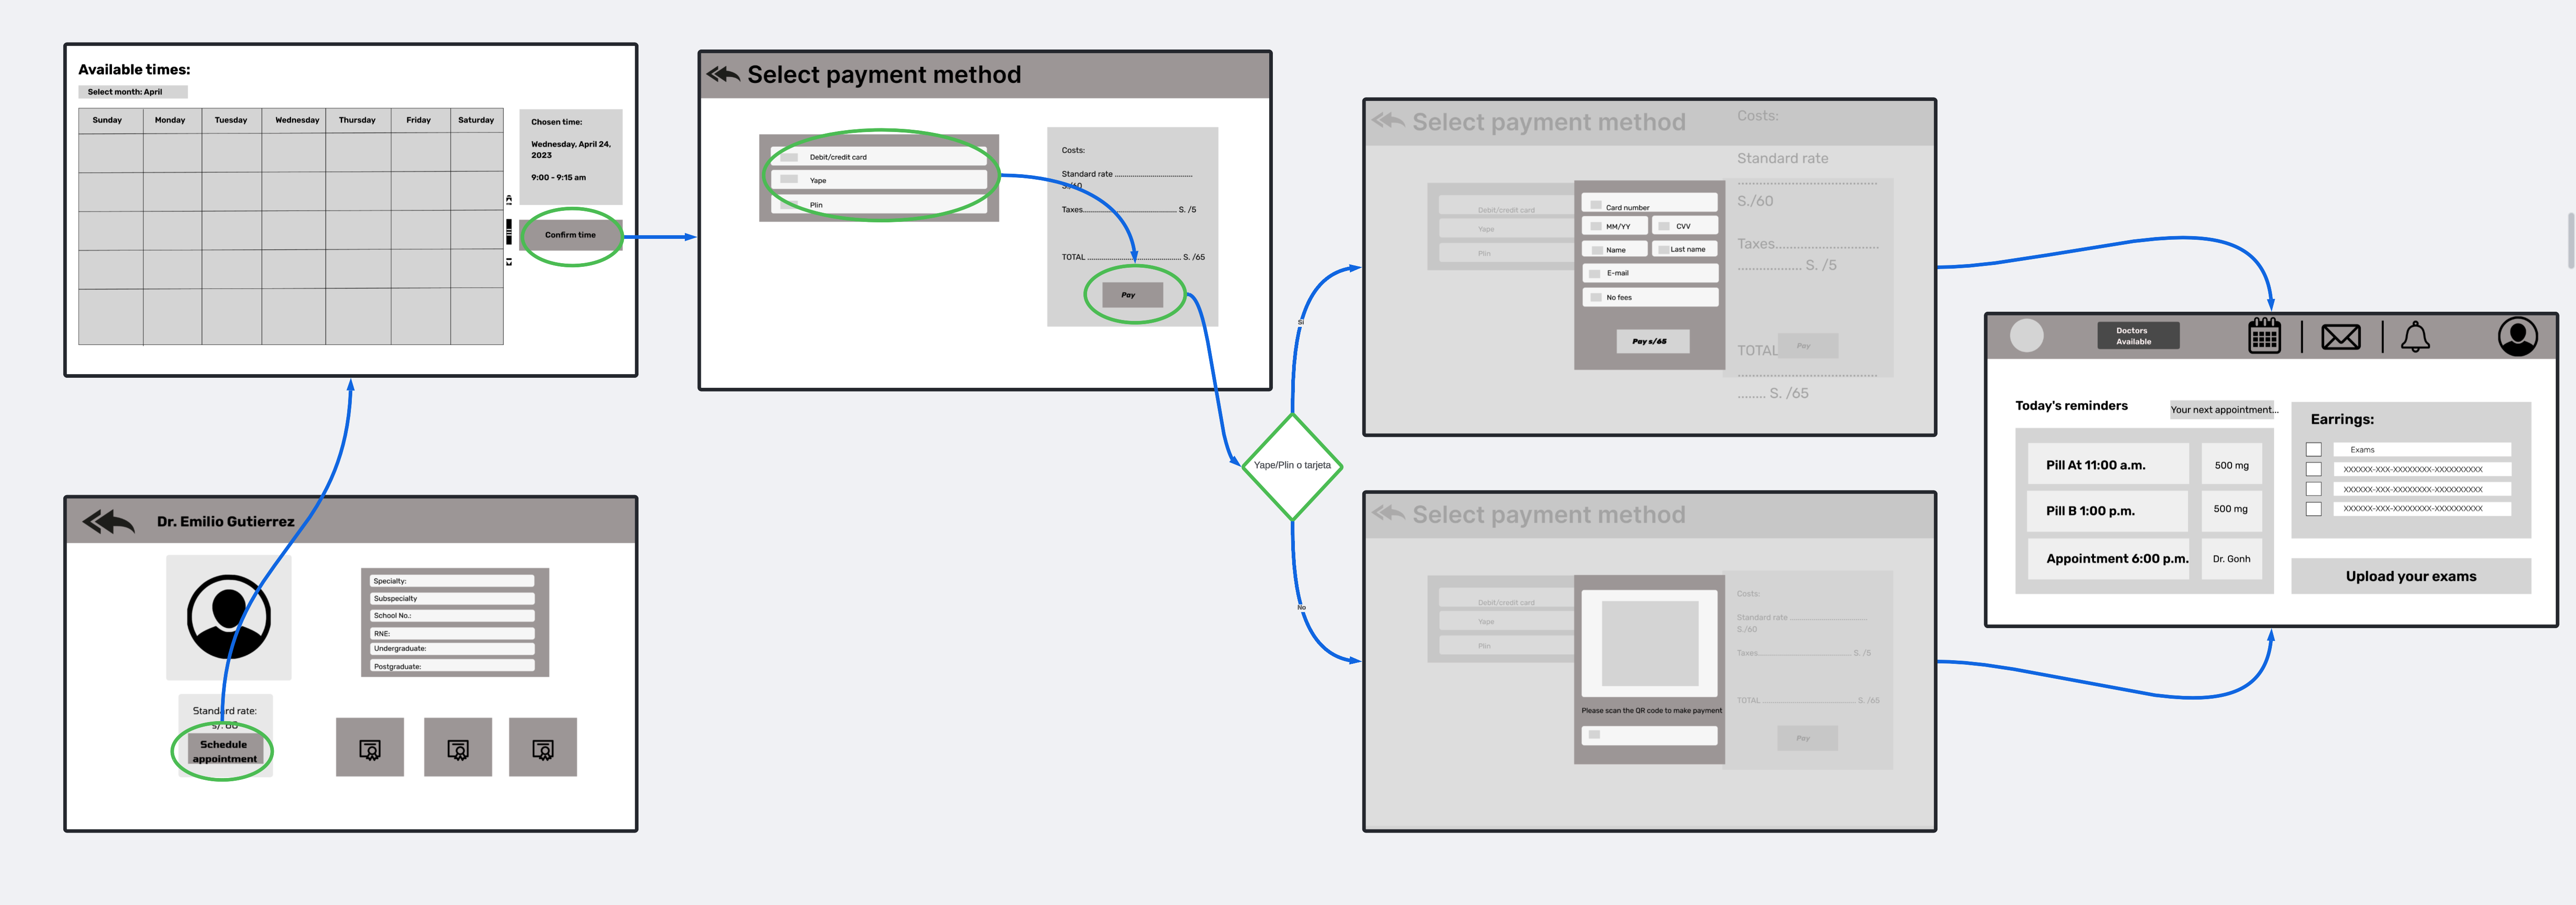 Available times:
Select month: April
Sunday Monday Tuesday Wednesday Thursday Friday Saturday
Chosen time:
Wednesday, April 24,
2023
9:00 - 9:15 am
Confirm time
Dr. Emilio Gutierrez
Specialty:
Subspecialty
School No.:
RNE:
Undergraduate:
Postgraduate:
Standard rate:
s/. 60
Schedule
appointment
Select payment method
Debit/credit card
Yape
Plin
Costs:
Standard rate ..............................
S./60
Taxes.................................... S. /5
TOTAL .................................... S. /65
Pay
Yape/Plin o tarjeta
Si
No
Select payment method
Debit/credit card
Yape
Plin
Card number
MM/YY CVV
Name Last name
E-mail
No fees
Pay s/65
Costs:
Standard rate
..............................
S./60
Taxes......................
.............. S. /5
TOTAL
..............................
........ S. /65
Pay
Select payment method
Debit/credit card
Yape
Plin
Please scan the QR code to make payment
Costs:
Standard rate ..............................
S./60
Taxes.................................... S. /5
TOTAL .................................... S. /65
Pay
Doctors
Available
Today's reminders
Your next appointment...
Pill At 11:00 a.m. 500 mg
Pill B 1:00 p.m. 500 mg
Appointment 6:00 p.m. Dr. Gonh
Earrings:
Exams
XXXXXX-XXX-XXXXXXXX-XXXXXXXXXX
XXXXXX-XXX-XXXXXXXX-XXXXXXXXXX
XXXXXX-XXX-XXXXXXXX-XXXXXXXXXX
Upload your exams